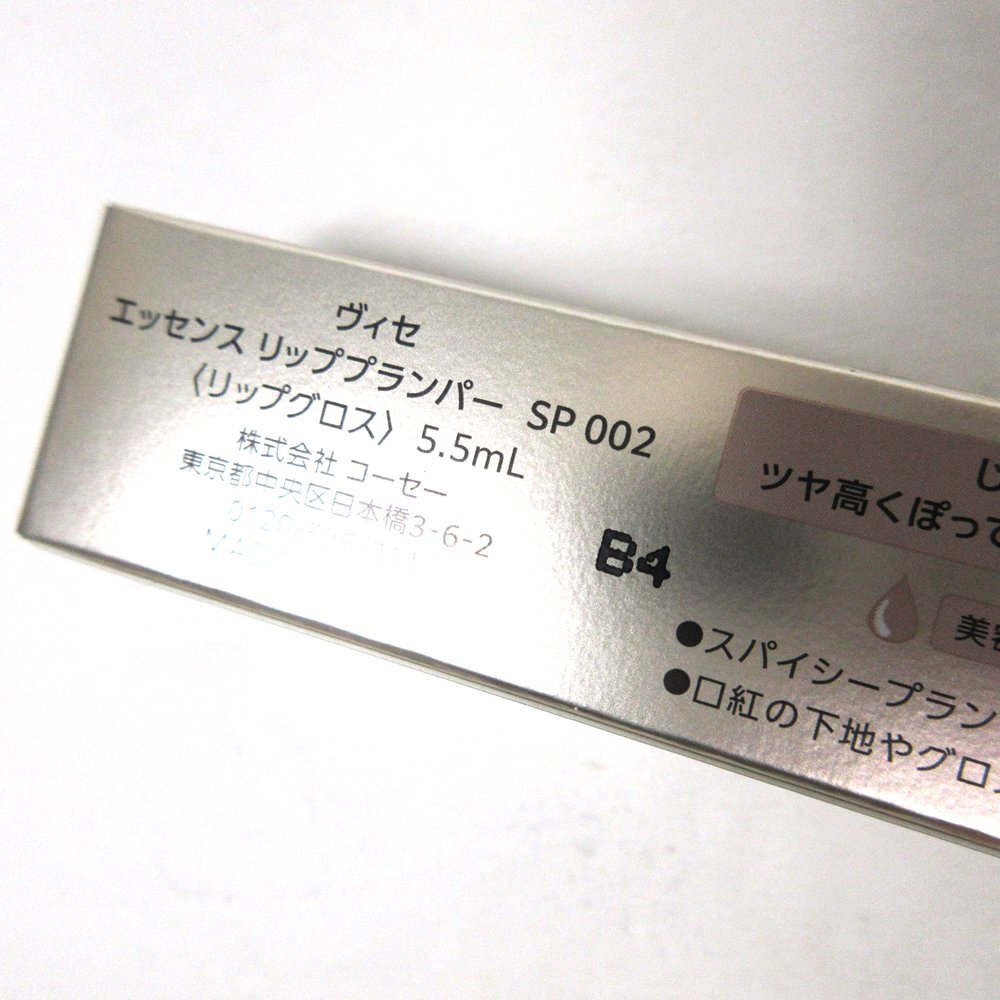 ヴィセ
エッセンス リッププランパー SP 002
〈リップグロス〉 5.5mL
株式会社 コーセー
東京都中央区日本橋3-6-2
B4
ツヤ高くぽって
●スパイシープラン
●口紅の下地やグロ